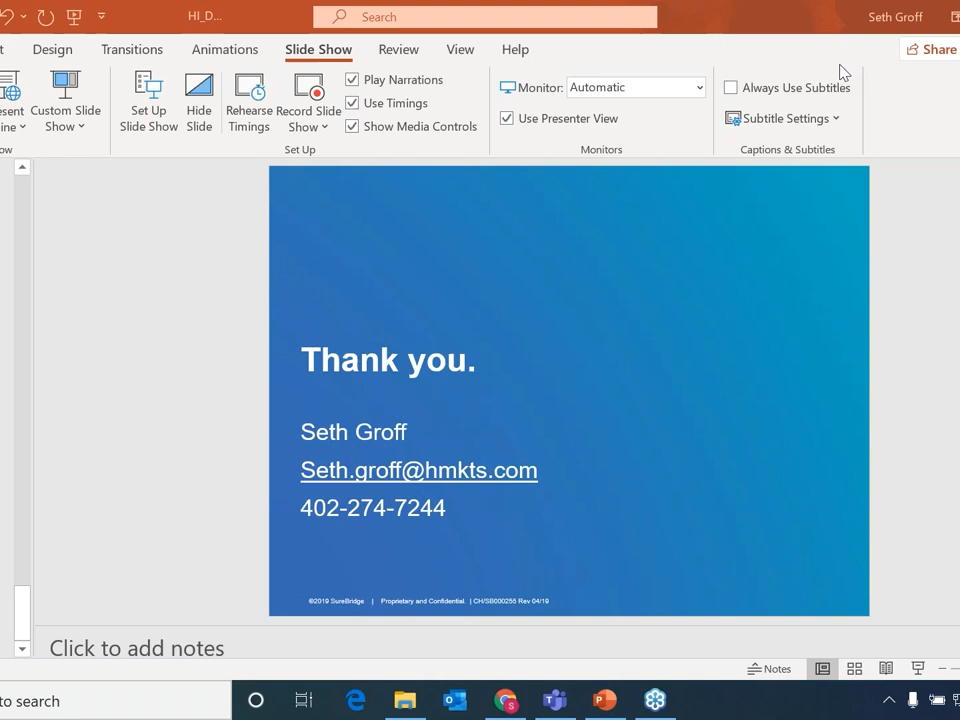 HI_D...
Search
Seth Groff
t Design Transitions Animations Slide Show Review View Help Share
Custom Slide Show
Set Up Slide Show
Hide Slide
Rehearse Timings
Record Slide Show
Play Narrations
Use Timings
Show Media Controls
Monitor: Automatic
Use Presenter View
Always Use Subtitles
Subtitle Settings
Set Up
Monitors
Captions & Subtitles
Thank you.
Seth Groff
Seth.groff@hmkts.com
402-274-7244
©2019 SureBridge | Proprietary and Confidential. | CH/SB000255 Rev 04/19
Click to add notes
Notes
to search